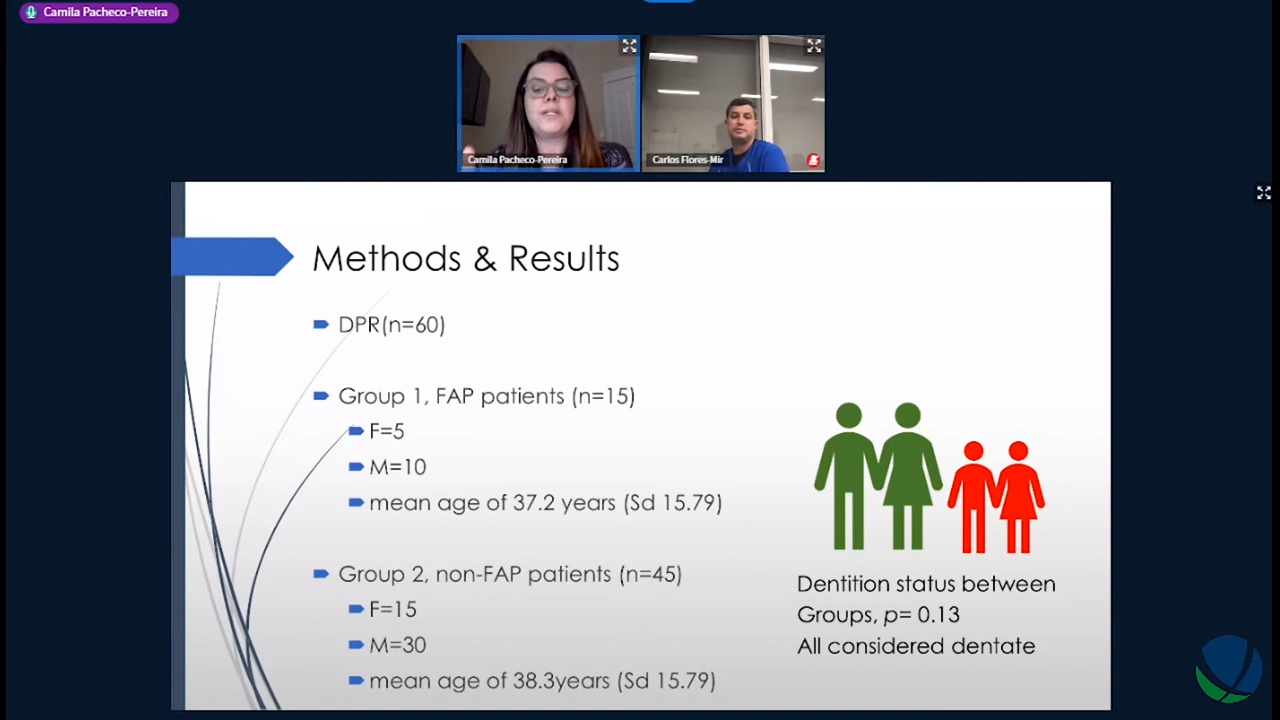 Camila Pacheco-Pereira
Camila Pacheco-Pereira
Carlos Flores-Mir
Methods & Results
DPR(n=60)
Group 1, FAP patients (n=15)
F=5
M=10
mean age of 37.2 years (Sd 15.79)
Group 2, non-FAP patients (n=45)
F=15
M=30
mean age of 38.3years (Sd 15.79)
Dentition status between
Groups, p= 0.13
All considered dentate